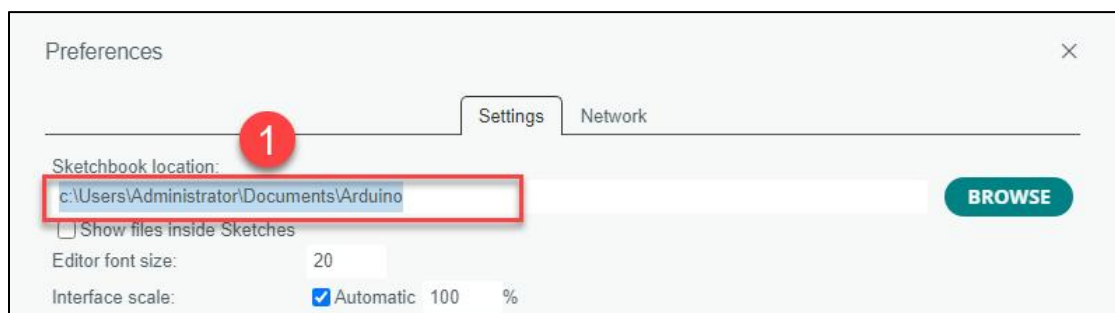 Preferences
Settings Network
1
Sketchbook location:
c:\Users\Administrator\Documents\Arduino BROWSE
Show files inside Sketches
Editor font size: 20
Interface scale: Automatic 100 %